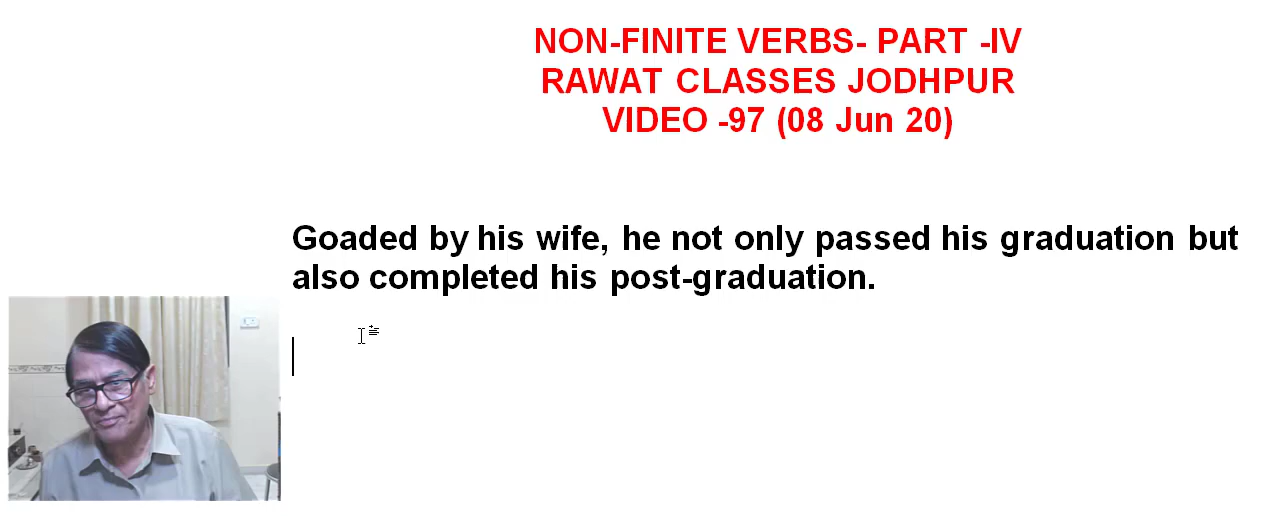 NON-FINITE VERBS- PART -IV
RAWAT CLASSES JODHPUR
VIDEO -97 (08 Jun 20)
Goaded by his wife, he not only passed his graduation but
also completed his post-graduation.